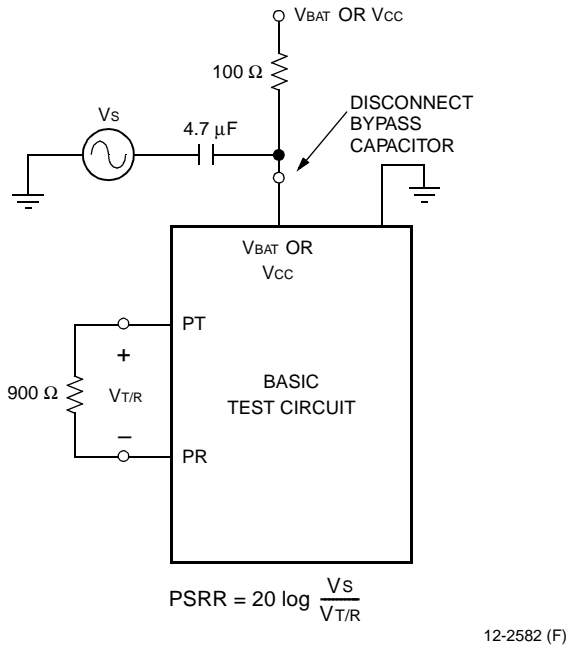 VBAT OR VCC
100 Ω
DISCONNECT
BYPASS
CAPACITOR
VS
4.7 μF
VBAT OR
VCC
PT
+
900 Ω
VT/R
BASIC
TEST CIRCUIT
–
PR
PSRR = 20 log VS
VT/R
12-2582 (F)